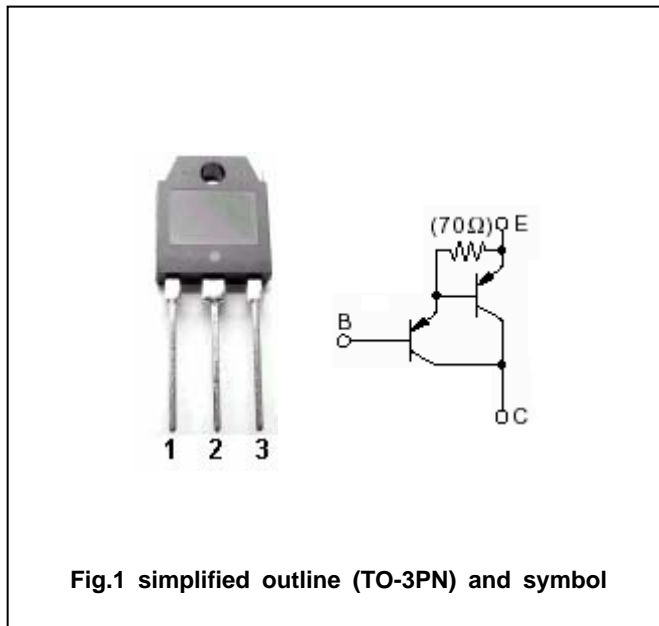 (70Ω)
E
B
C
1 2 3
Fig.1 simplified outline (TO-3PN) and symbol